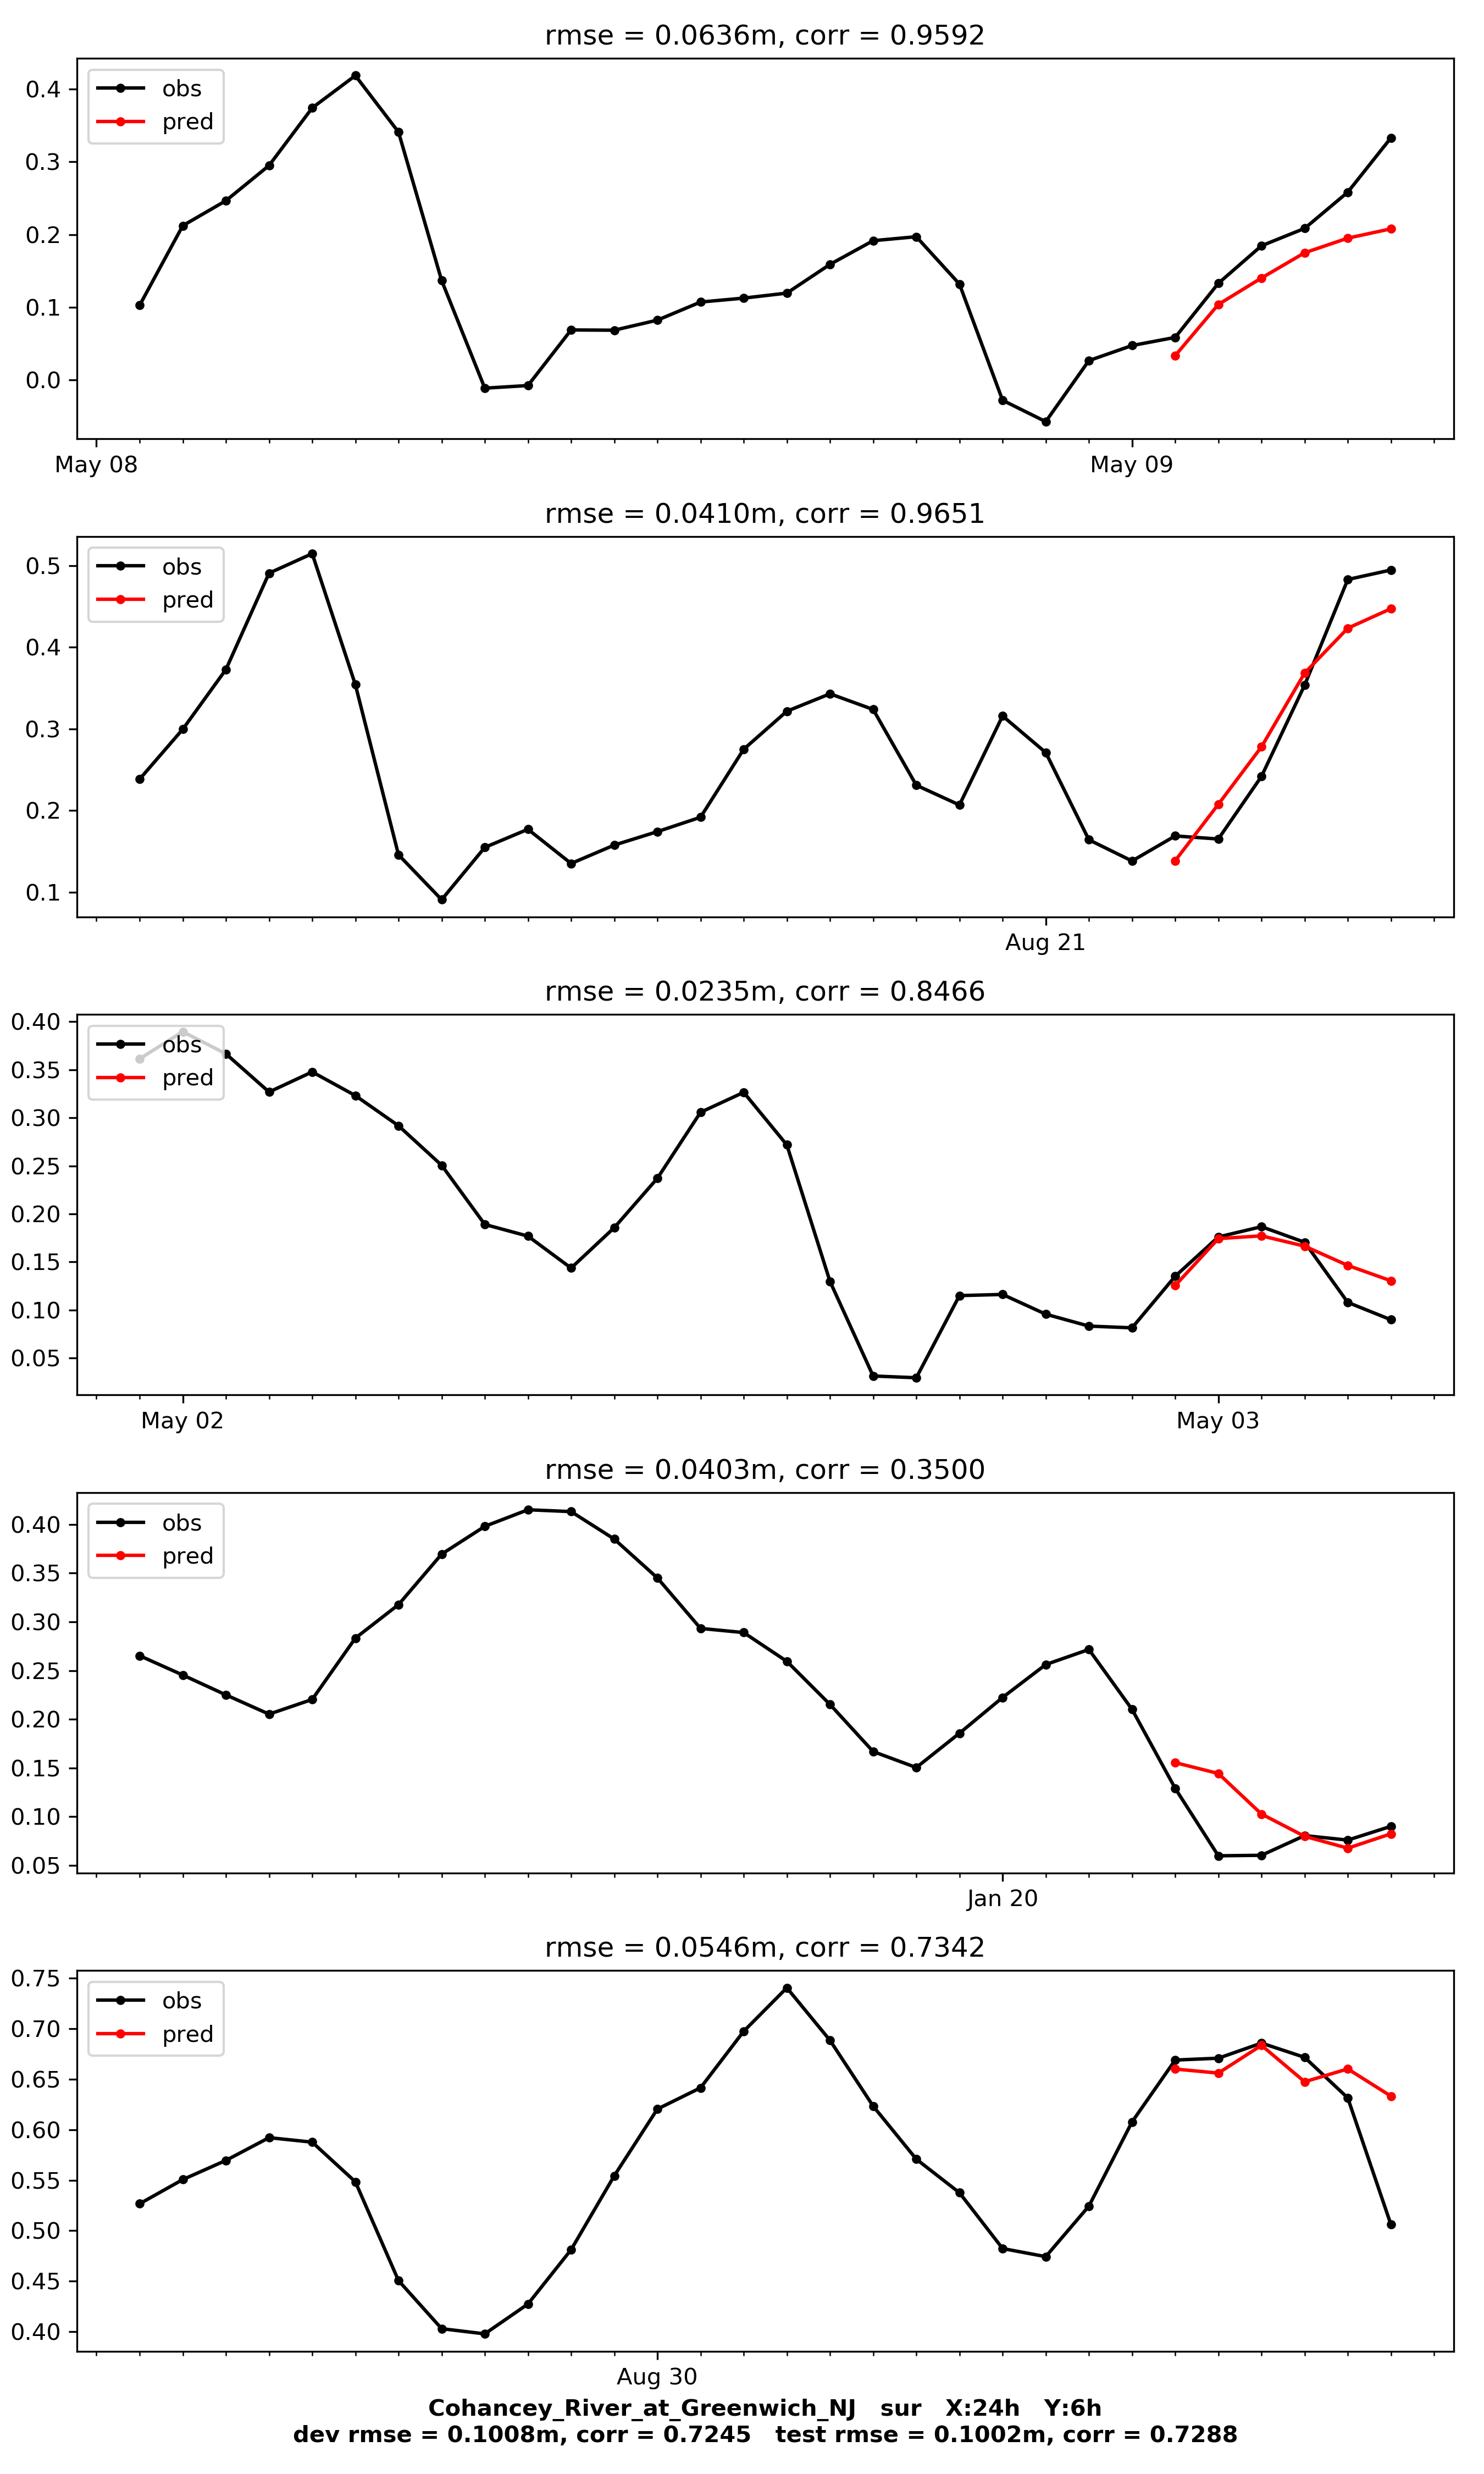 rmse = 0.0636m, corr = 0.9592
0.4
0.3
0.2
0.1
0.0
obs
pred
May 08
May 09
rmse = 0.0410m, corr = 0.9651
0.5
0.4
0.3
0.2
0.1
obs
pred
Aug 21
rmse = 0.0235m, corr = 0.8466
0.40
0.35
0.30
0.25
0.20
0.15
0.10
0.05
obs
pred
May 02
May 03
rmse = 0.0403m, corr = 0.3500
0.40
0.35
0.30
0.25
0.20
0.15
0.10
0.05
obs
pred
Jan 20
rmse = 0.0546m, corr = 0.7342
0.75
0.70
0.65
0.60
0.55
0.50
0.45
0.40
obs
pred
Aug 30
Cohancey_River_at_Greenwich_NJ   sur   X:24h   Y:6h
dev rmse = 0.1008m, corr = 0.7245   test rmse = 0.1002m, corr = 0.7288